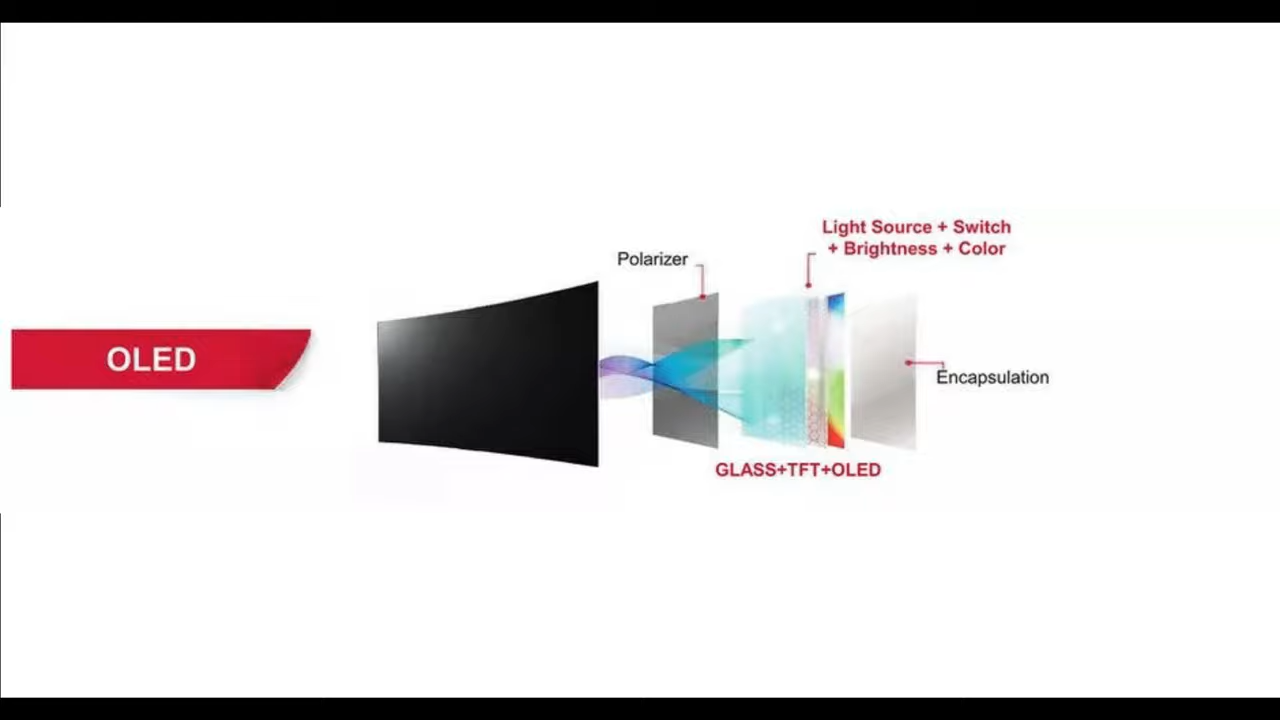 OLED
Polarizer
Light Source + Switch
+ Brightness + Color
Encapsulation
GLASS+TFT+OLED